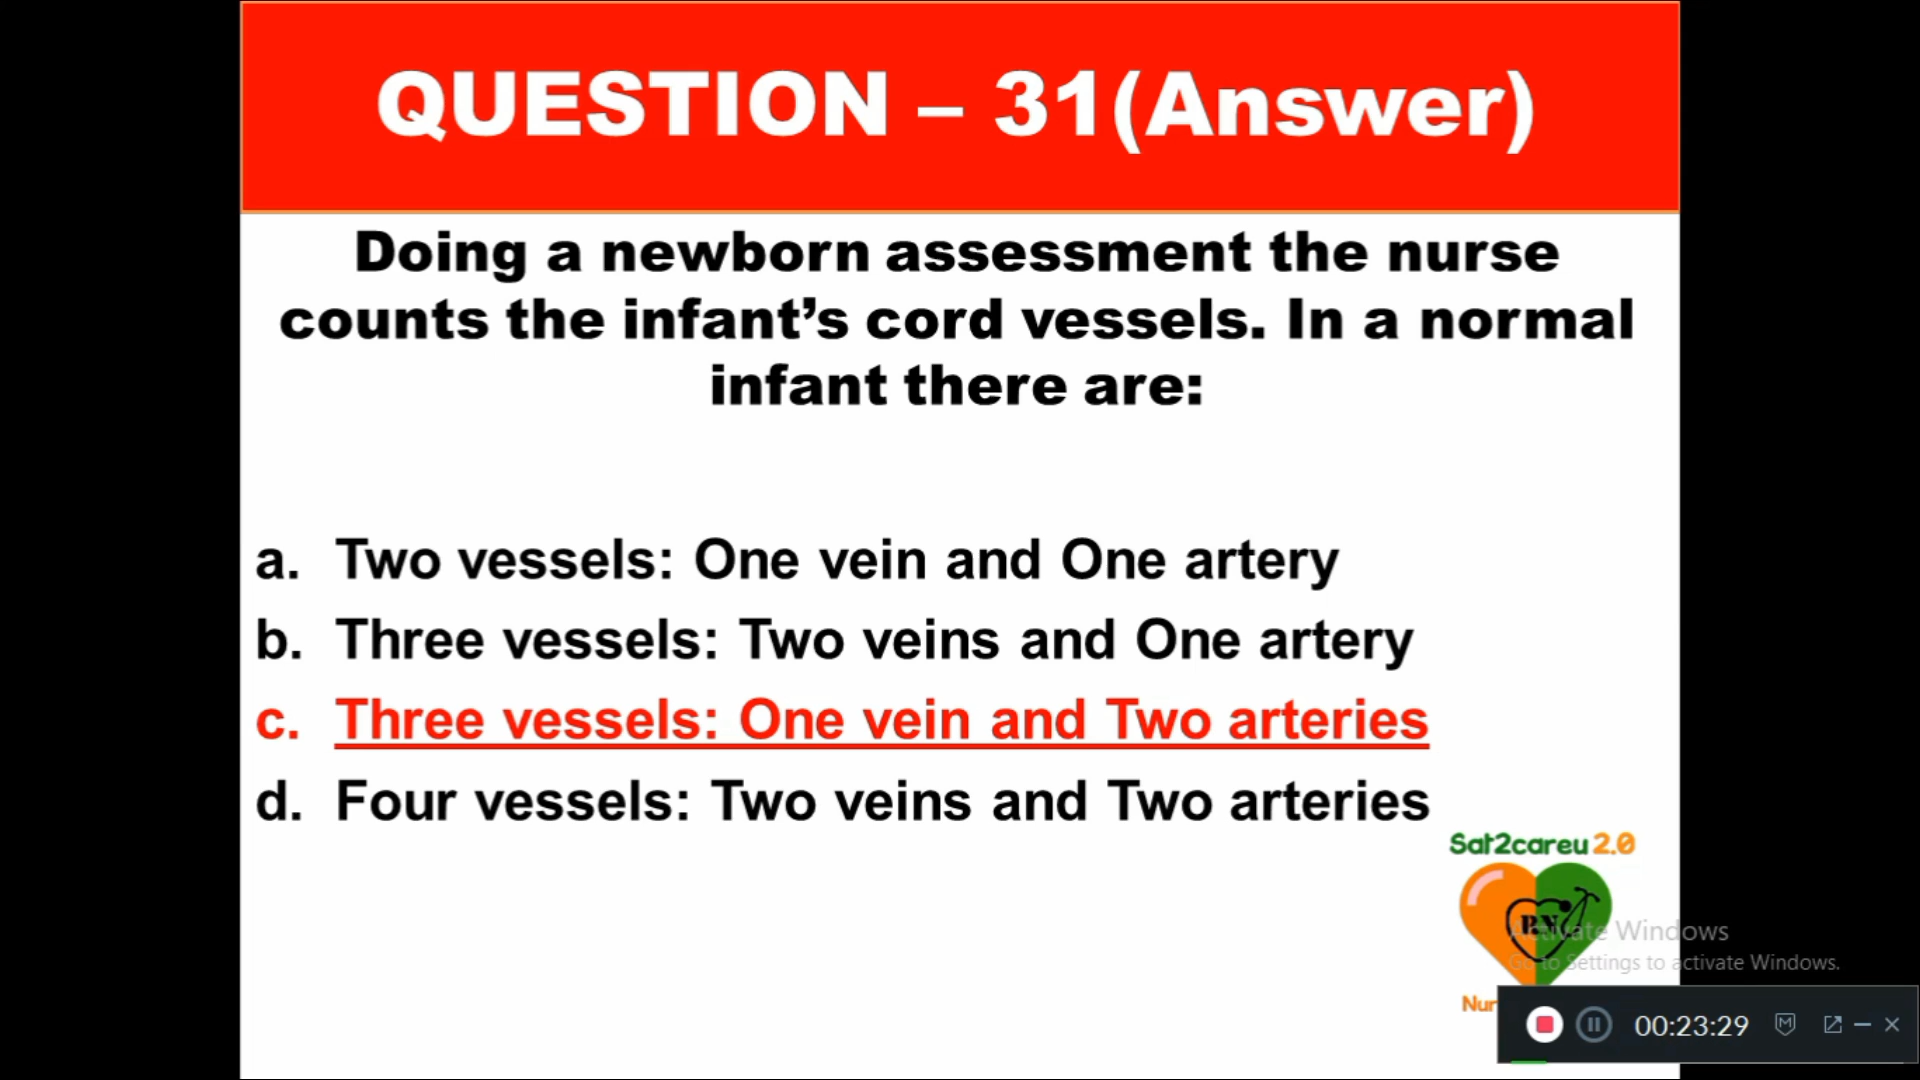 QUESTION – 31(Answer)
Doing a newborn assessment the nurse
counts the infant’s cord vessels. In a normal
infant there are:
a. Two vessels: One vein and One artery
b. Three vessels: Two veins and One artery
c. Three vessels: One vein and Two arteries
d. Four vessels: Two veins and Two arteries
Sat2careu 2.0
RN
Activate Windows
Go to Settings to activate Windows.
Nur
00:23:29